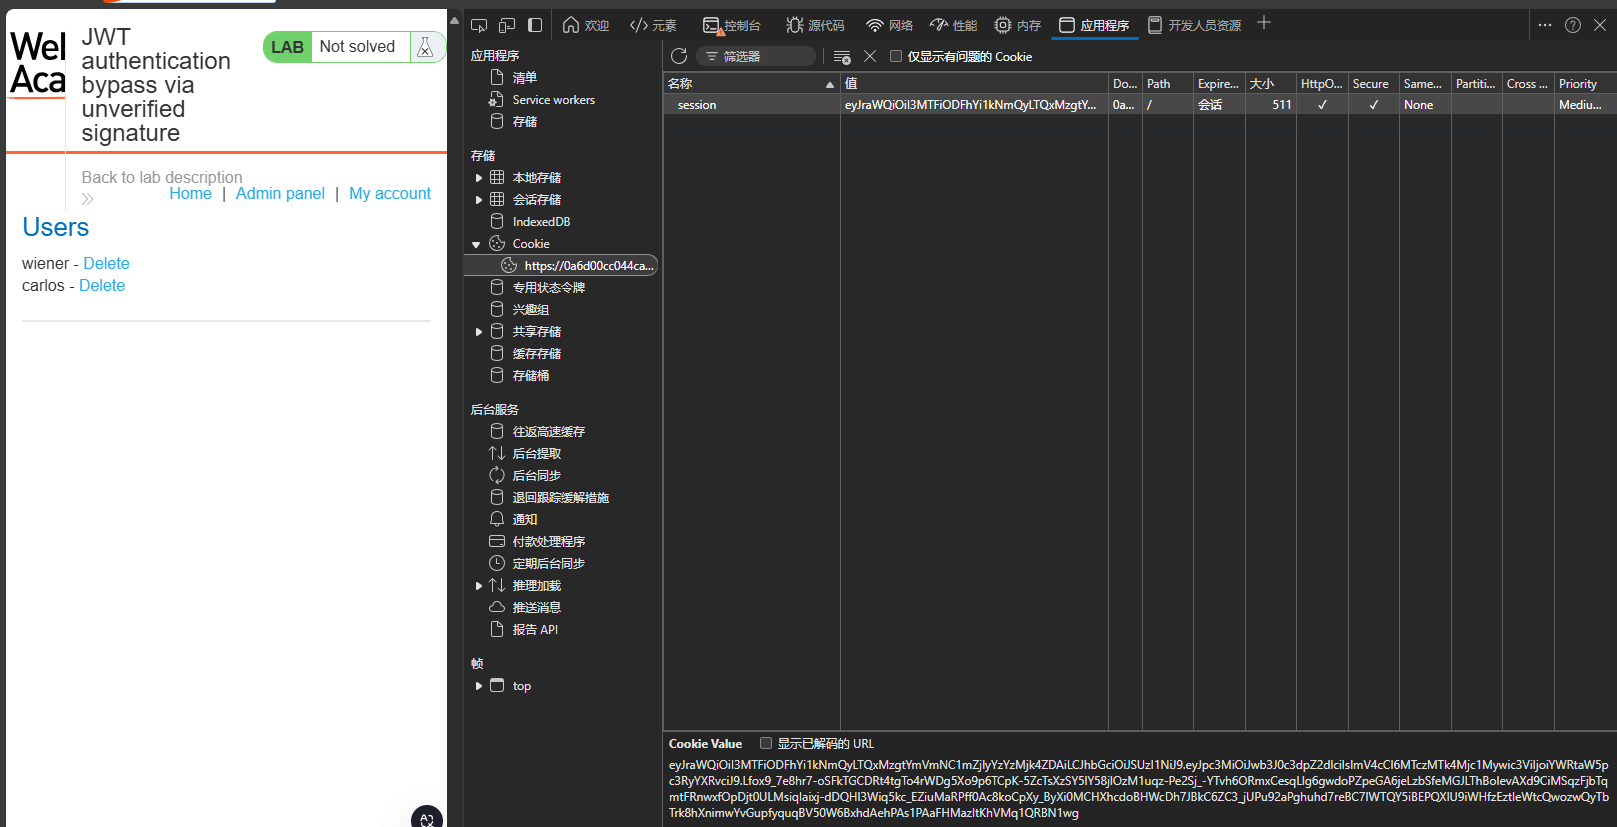 Wel
Aca
JWT
authentication
bypass via
unverified
signature
LAB Not solved
Back to lab description
Home | Admin panel | My account
Users
wiener - Delete
carlos - Delete
欢迎 元素 控制台 源代码 网络 性能 内存 应用程序 开发人员资源
应用程序
清单
Service workers
存储
存储
本地存储
会话存储
IndexedDB
Cookie
https://0a6d00cc044ca...
专用状态令牌
兴趣组
共享存储
缓存存储
存储桶
后台服务
往返高速缓存
后台提取
后台同步
退回跟踪缓解措施
通知
付款处理程序
定期后台同步
推理加载
推送消息
报告 API
帧
top
筛选器 仅显示有问题的 Cookie
名称 值 Do... Path Expire... 大小 HttpO... Secure Same... Partiti... Cross ... Priority
session eyJraWQiOiI3MTFiODFhYi1kNmQyLTQxMzgtY... 0a... / 会话 511 ✓ ✓ None Mediu...
Cookie Value 显示已解码的 URL